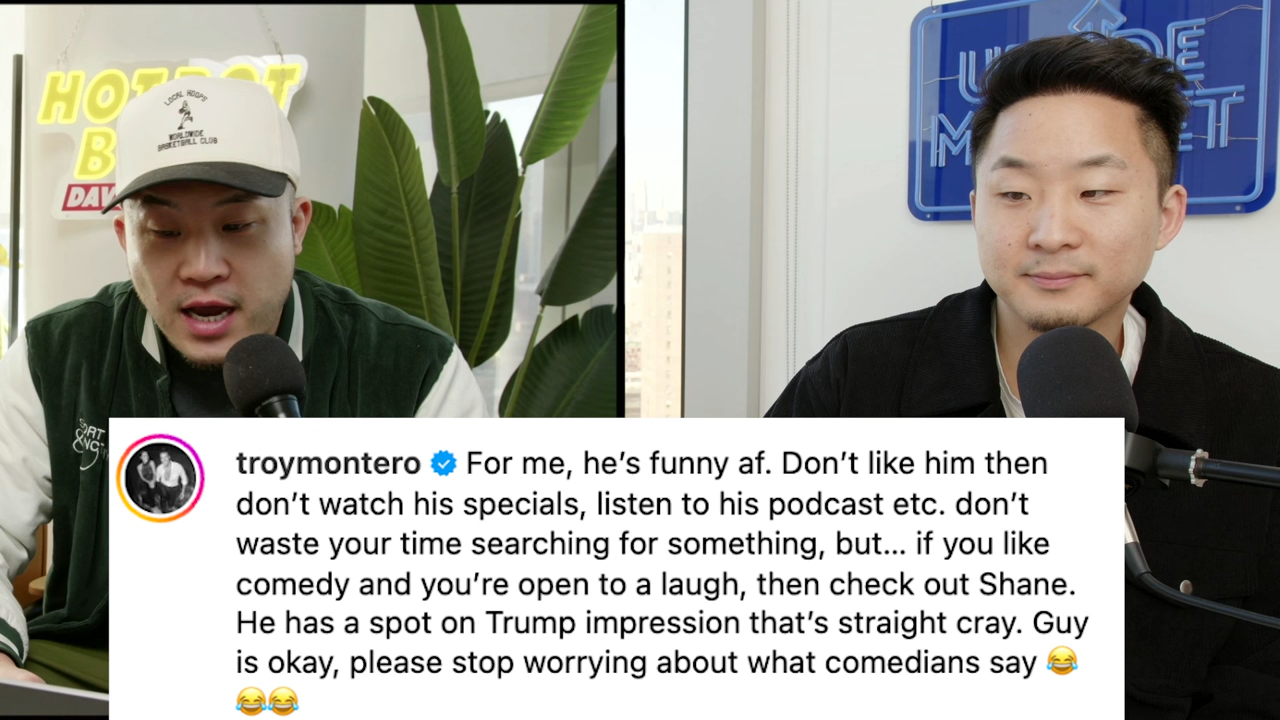 HOT POT
B
DAV
LOCAL HOOPS
WORLDWIDE
BASKETBALL CLUB
troymontero For me, he’s funny af. Don’t like him then
don’t watch his specials, listen to his podcast etc. don’t
waste your time searching for something, but... if you like
comedy and you’re open to a laugh, then check out Shane.
He has a spot on Trump impression that’s straight cray. Guy
is okay, please stop worrying about what comedians say 😂
😂😂